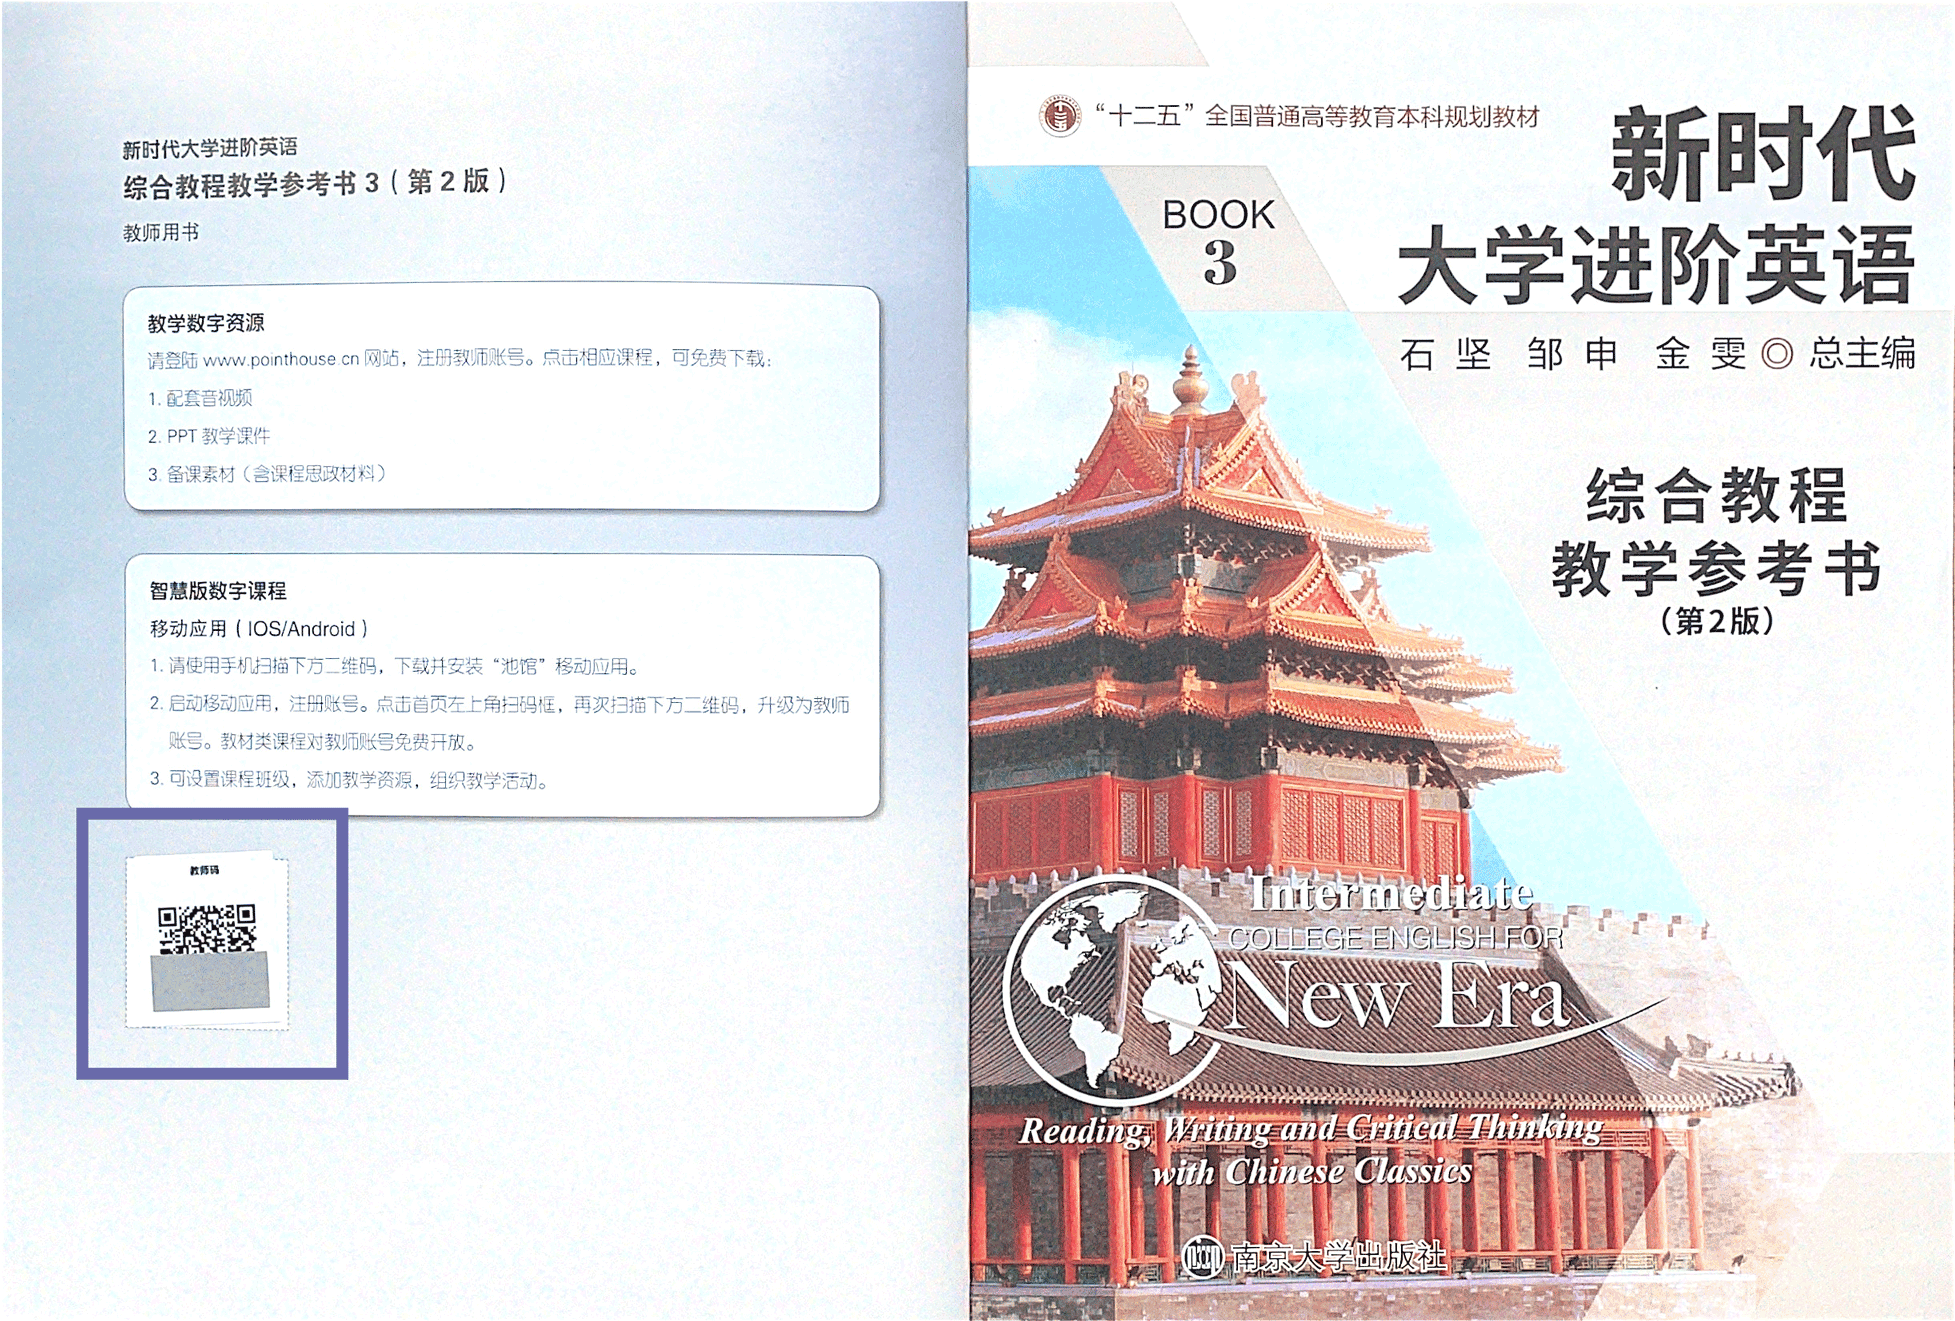 新时代大学进阶英语
综合教程教学参考书 3（第 2 版）
教师用书
教学数字资源
请登陆 www.pointhouse.cn 网站，注册教师账号。点击相应课程，可免费下载：
1. 配套音视频
2. PPT 教学课件
3. 备课素材（含课程思政材料）
智慧版数字课程
移动应用（IOS/Android）
1. 请使用手机扫描下方二维码，下载并安装“池馆”移动应用。
2. 启动移动应用，注册账号。点击首页左上角扫码框，再次扫描下方二维码，升级为教师
账号。教材类课程对教师账号免费开放。
3. 可设置课程班级，添加教学资源，组织教学活动。
教师码
“十二五”全国普通高等教育本科规划教材
BOOK
3
新时代
大学进阶英语
石坚 邹申 金雯◎总主编
综合教程
教学参考书
（第2版）
Intermediate
COLLEGE ENGLISH FOR
New Era
Reading, Writing and Critical Thinking
with Chinese Classics
南京大学出版社